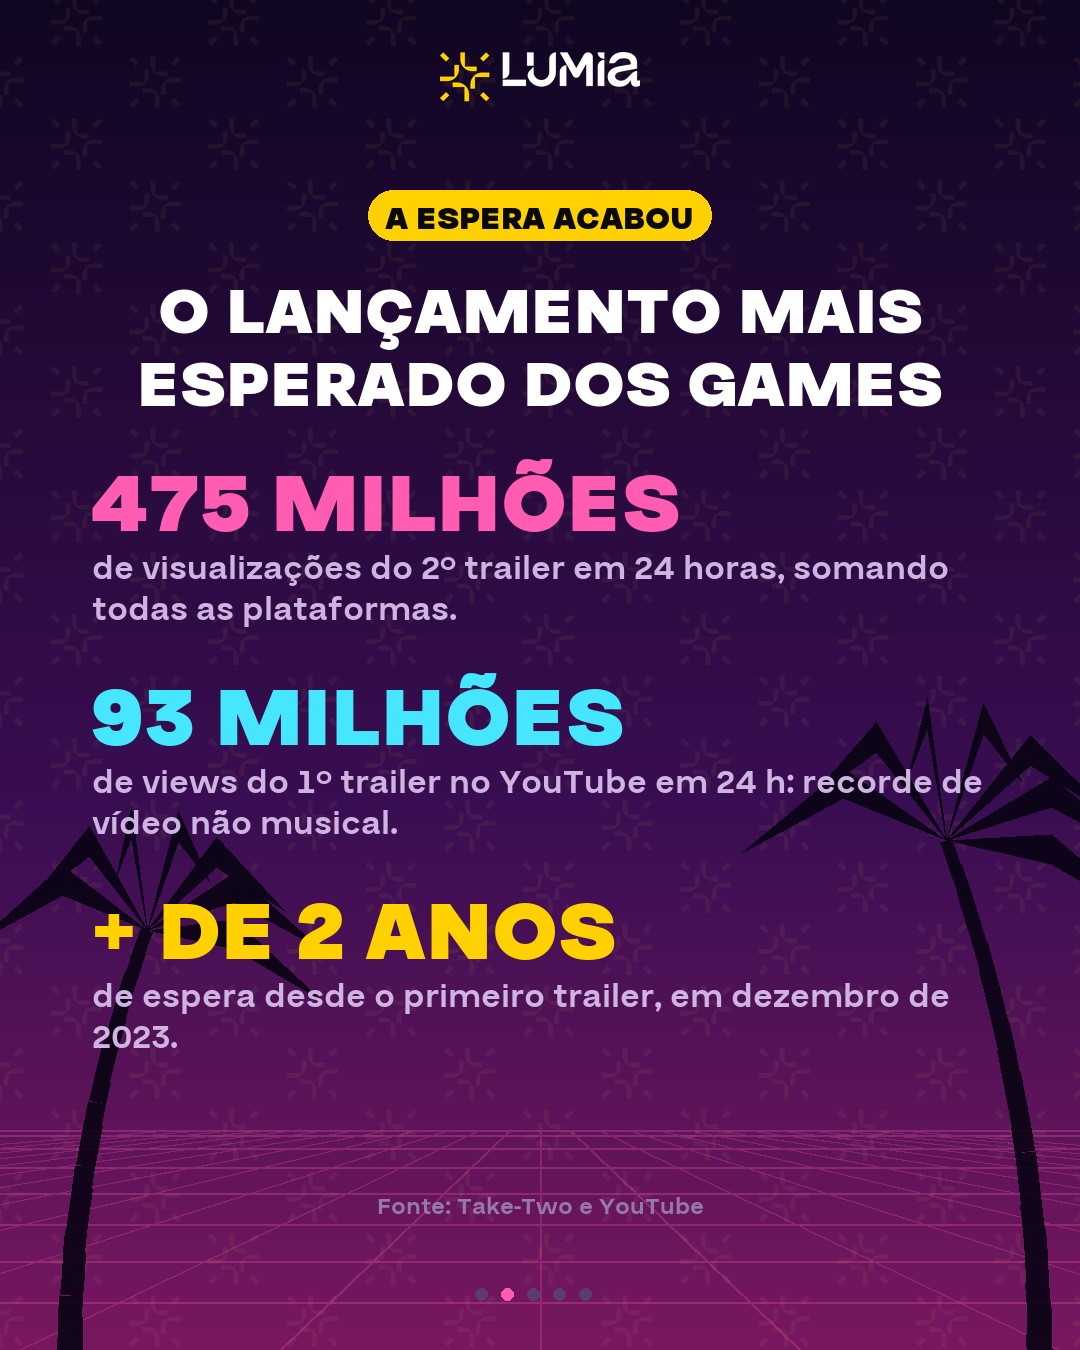 LUMia
A ESPERA ACABOU
O LANÇAMENTO MAIS
ESPERADO DOS GAMES
475 MILHÕES
de visualizações do 2º trailer em 24 horas, somando
todas as plataformas.
93 MILHÕES
de views do 1º trailer no YouTube em 24 h: recorde de
vídeo não musical.
+ DE 2 ANOS
de espera desde o primeiro trailer, em dezembro de
2023.
Fonte: Take-Two e YouTube